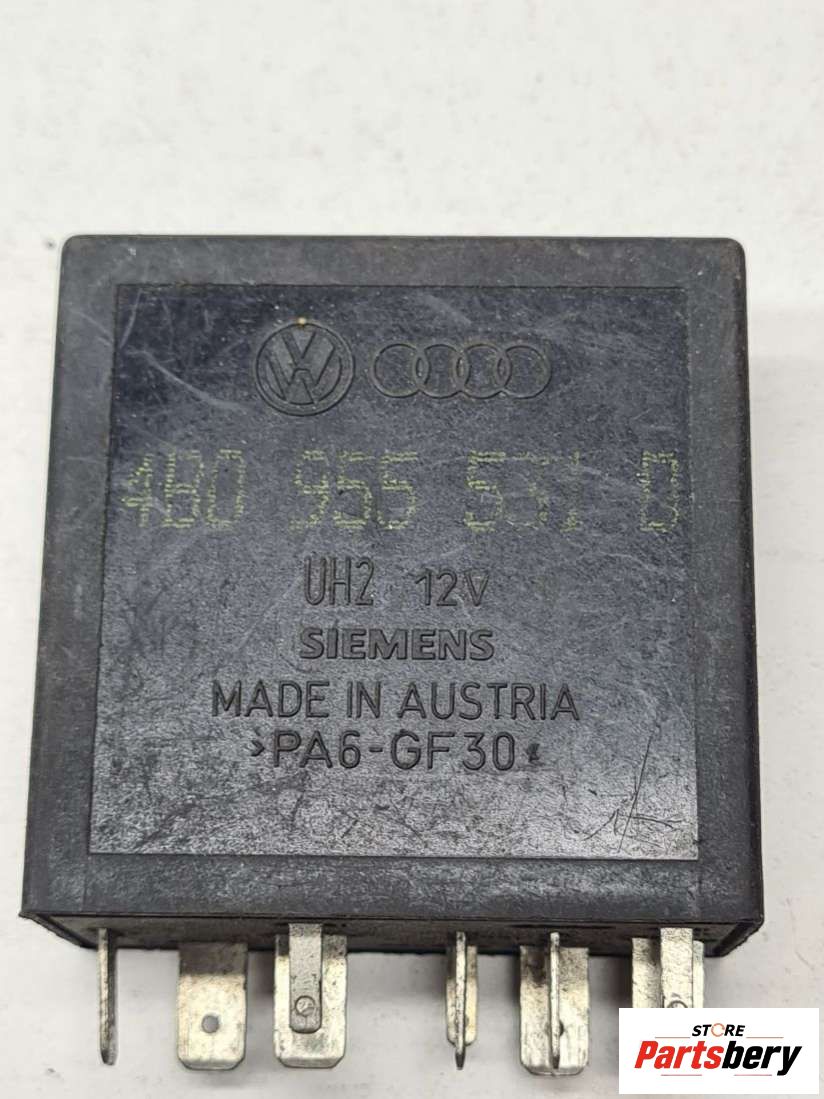 4B0 955 531 D
UH2 12V
SIEMENS
MADE IN AUSTRIA
>PA6-GF30<
STORE
Partsbery